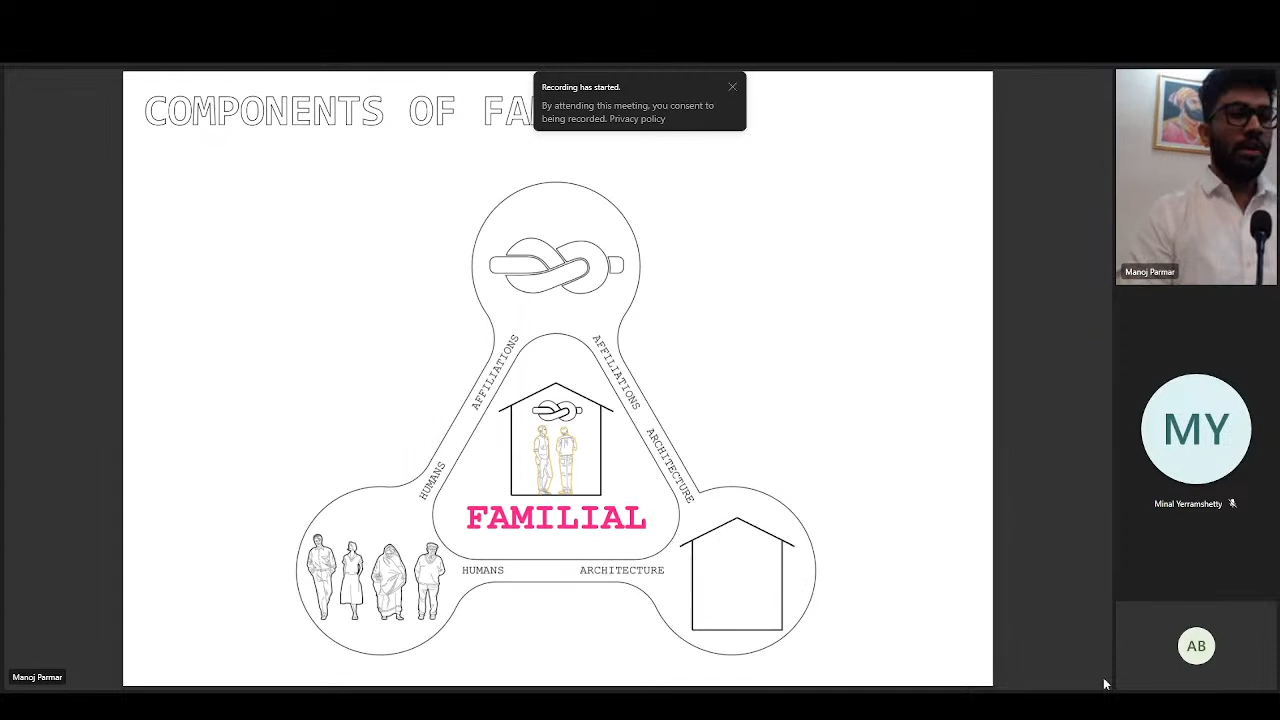 COMPONENTS OF
Recording has started.
By attending this meeting, you consent to
being recorded. Privacy policy
AFFILIATIONS
AFFILIATIONS
HUMANS
ARCHITECTURE
FAMILIAL
HUMANS
ARCHITECTURE
Manoj Parmar
MY
Minal Yerramshetty
AB
Manoj Parmar